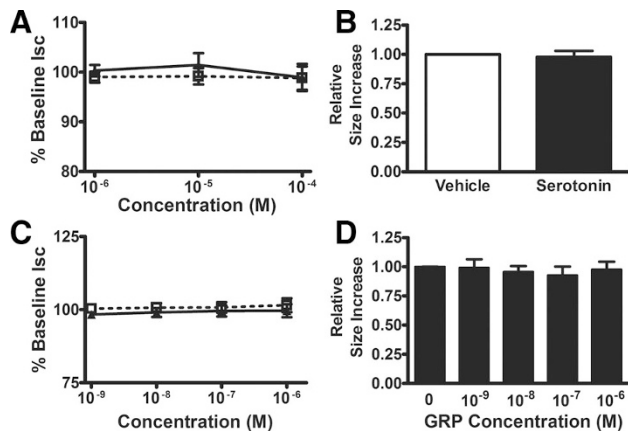 A
% Baseline Isc
110
100
90
80
10-6
10-5
10-4
Concentration (M)
B
Relative
Size Increase
1.25
1.00
0.75
0.50
0.25
0.00
Vehicle
Serotonin
C
% Baseline Isc
125
100
75
10-9
10-8
10-7
10-6
Concentration (M)
D
Relative
Size Increase
1.25
1.00
0.75
0.50
0.25
0.00
0
10-9
10-8
10-7
10-6
GRP Concentration (M)